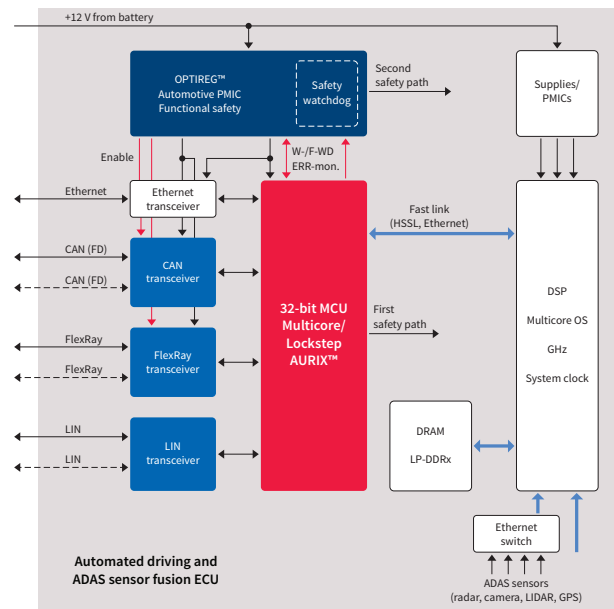 +12 V from battery
OPTIREG™
Automotive PMIC
Functional safety
Safety
watchdog
Second
safety path
Supplies/
PMICs
Enable
W-/F-WD
ERR-mon.
Ethernet
Ethernet
transceiver
Fast link
(HSSL, Ethernet)
CAN (FD)
CAN (FD)
CAN
transceiver
32-bit MCU
Multicore/
Lockstep
AURIX™
First
safety path
DSP
Multicore OS
GHz
System clock
FlexRay
FlexRay
FlexRay
transceiver
LIN
LIN
LIN
transceiver
DRAM
LP-DDRx
Ethernet
switch
Automated driving and
ADAS sensor fusion ECU
ADAS sensors
(radar, camera, LIDAR, GPS)